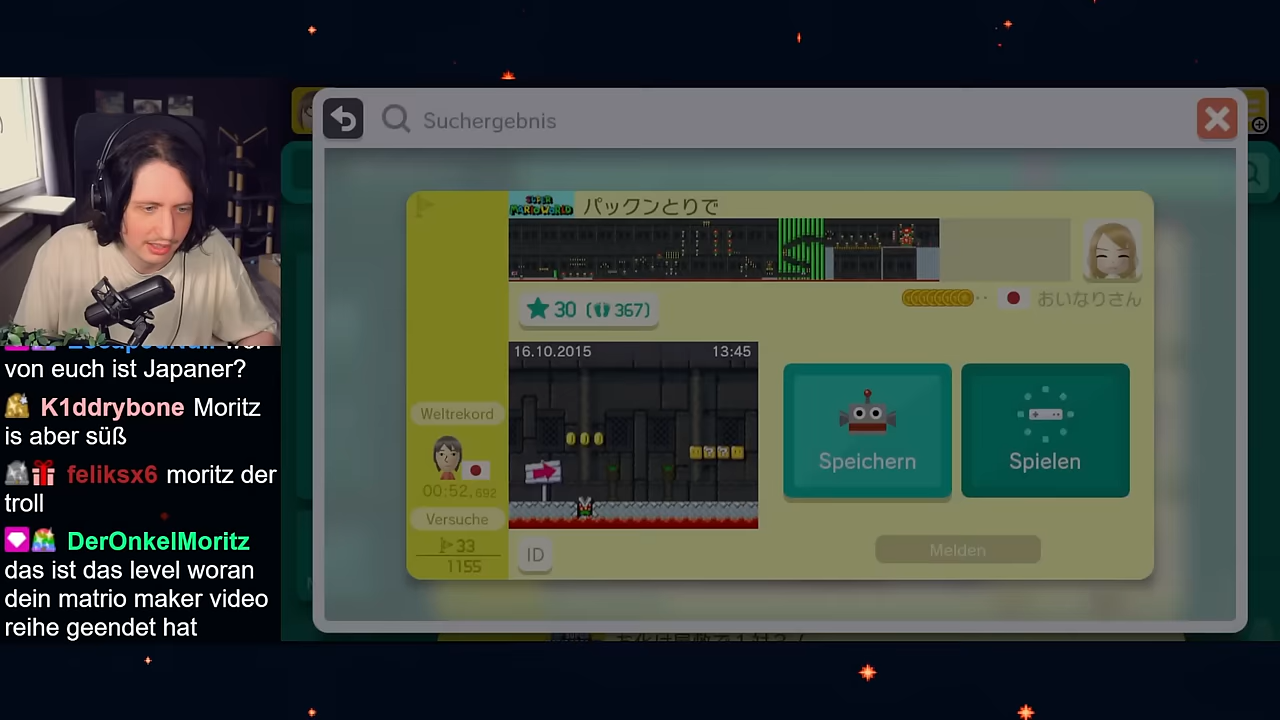 Suchergebnis
SUPER MARIO WORLD
パックンとりで
30 (367)
おいなりさん
16.10.2015 13:45
Weltrekord
00:52,692
Versuche
33
1155
ID
Speichern
Spielen
Melden
von euch ist Japaner?
K1ddrybone Moritz
is aber süß
feliksx6 moritz der
troll
DerOnkelMoritz
das ist das level woran
dein matrio maker video
reihe geendet hat